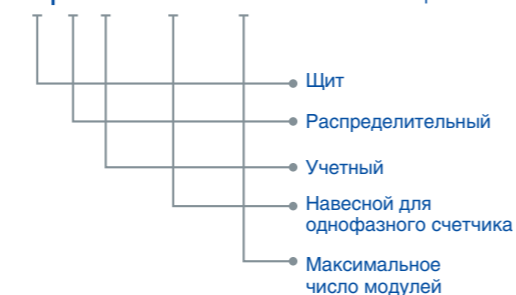 Щит
Распределительный
Учетный
Навесной для
однофазного счетчика
Максимальное
число модулей